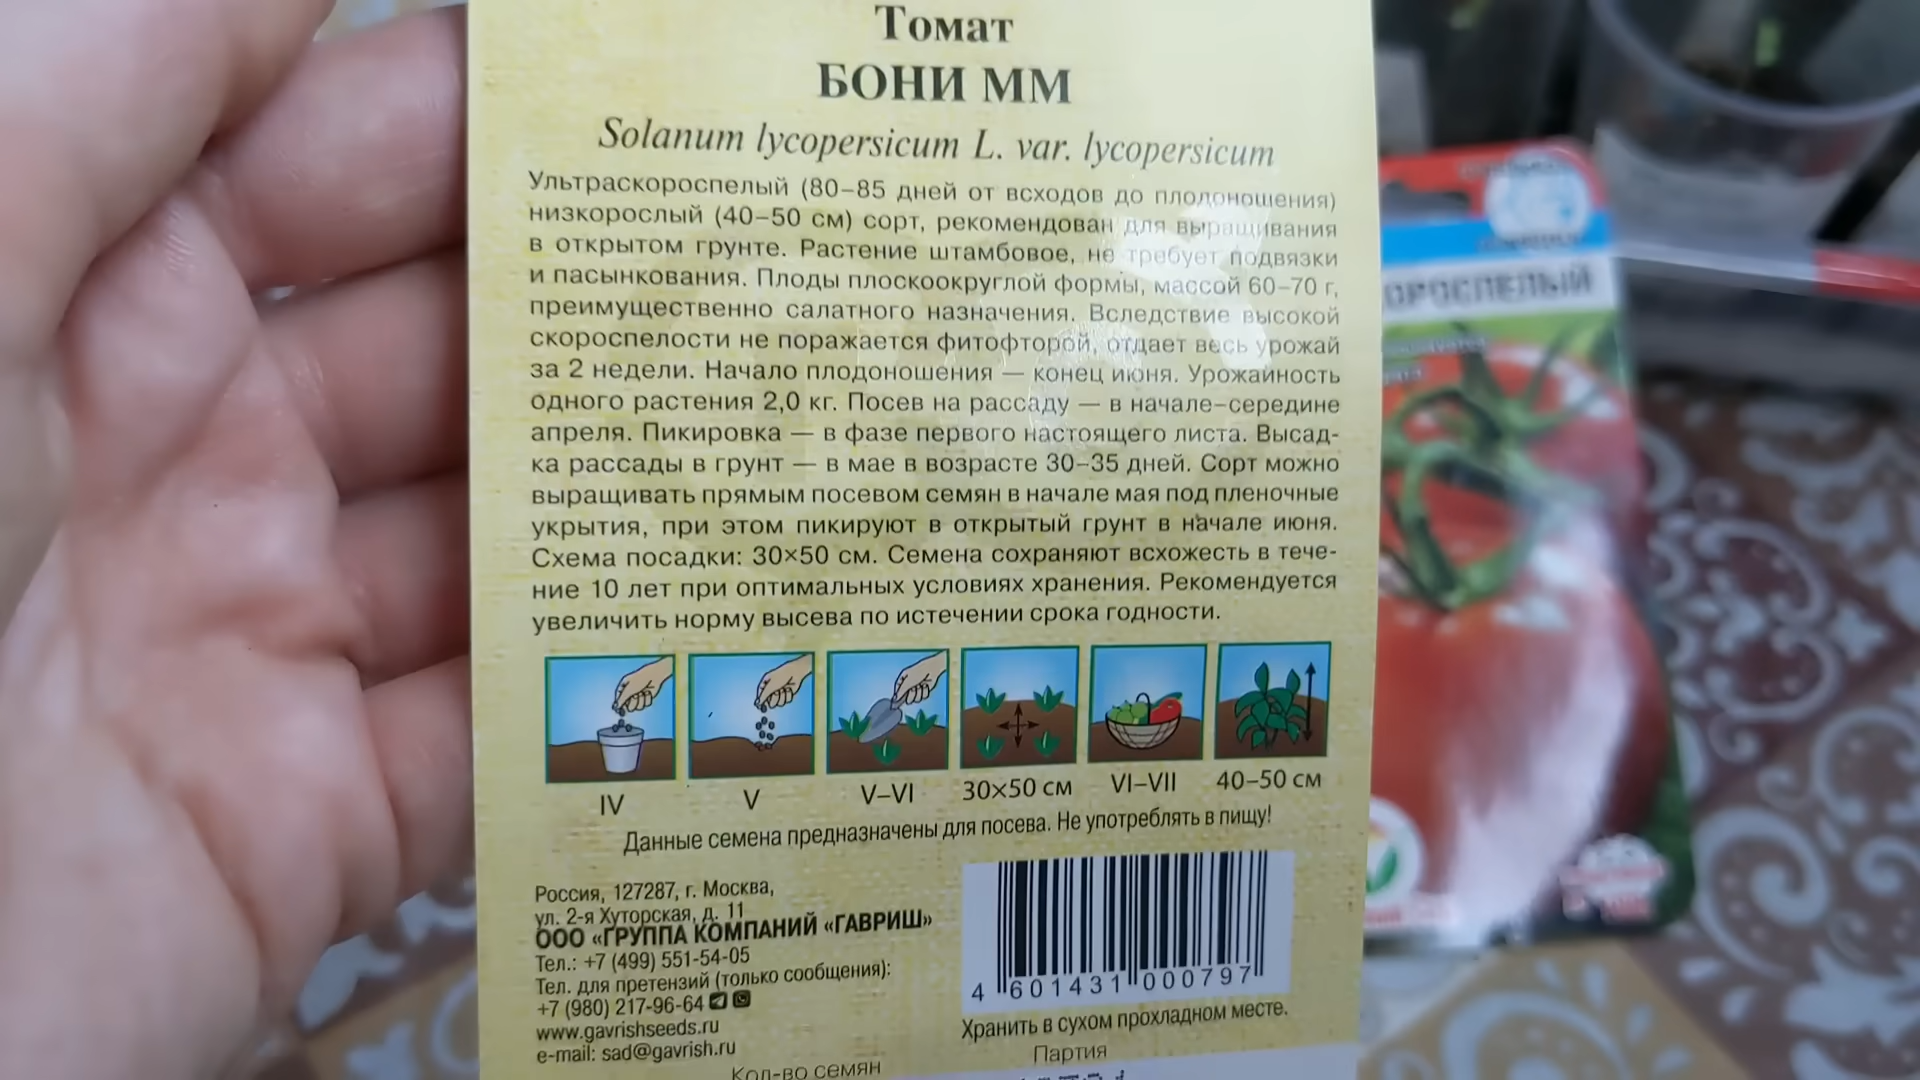 Томат
БОНИ ММ
Solanum lycopersicum L. var. lycopersicum
Ультраскороспелый (80–85 дней от всходов до плодоношения)
низкорослый (40–50 см) сорт, рекомендован для выращивания
в открытом грунте. Растение штамбовое, не требует подвязки
и пасынкования. Плоды плоскоокруглой формы, массой 60–70 г,
преимущественно салатного назначения. Вследствие высокой
скороспелости не поражается фитофторой, отдает весь урожай
за 2 недели. Начало плодоношения — конец июня. Урожайность
одного растения 2,0 кг. Посев на рассаду — в начале–середине
апреля. Пикировка — в фазе первого настоящего листа. Высад-
ка рассады в грунт — в мае в возрасте 30–35 дней. Сорт можно
выращивать прямым посевом семян в начале мая под пленочные
укрытия, при этом пикируют в открытый грунт в начале июня.
Схема посадки: 30×50 см. Семена сохраняют всхожесть в тече-
ние 10 лет при оптимальных условиях хранения. Рекомендуется
увеличить норму высева по истечении срока годности.
IV V V–VI 30×50 см VI–VII 40–50 см
Данные семена предназначены для посева. Не употреблять в пищу!
Россия, 127287, г. Москва,
ул. 2-я Хуторская, д. 11
ООО «ГРУППА КОМПАНИЙ «ГАВРИШ»
Тел.: +7 (499) 551-54-05
Тел. для претензий (только сообщения):
+7 (980) 217-96-64
www.gavrishseeds.ru
e-mail: sad@gavrish.ru
Кол-во семян
4 601431 000797
Хранить в сухом прохладном месте.
Партия
ОРОСПЕЛЫЙ